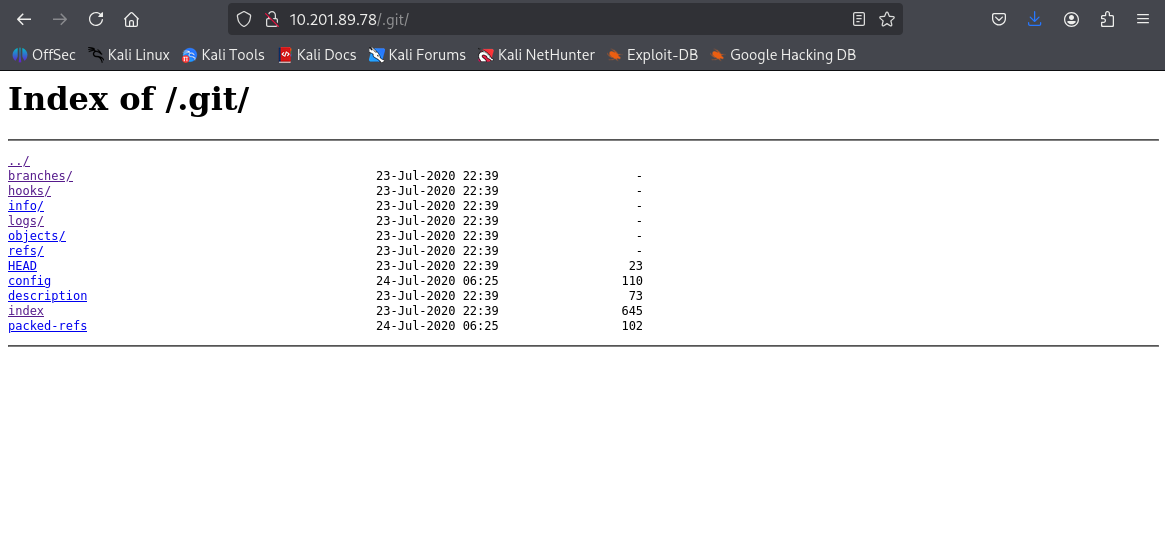 10.201.89.78/.git/
OffSec Kali Linux Kali Tools Kali Docs Kali Forums Kali NetHunter Exploit-DB Google Hacking DB
Index of /.git/
../
branches/ 23-Jul-2020 22:39 -
hooks/ 23-Jul-2020 22:39 -
info/ 23-Jul-2020 22:39 -
logs/ 23-Jul-2020 22:39 -
objects/ 23-Jul-2020 22:39 -
refs/ 23-Jul-2020 22:39 -
HEAD 23-Jul-2020 22:39 23
config 24-Jul-2020 06:25 110
description 23-Jul-2020 22:39 73
index 23-Jul-2020 22:39 645
packed-refs 24-Jul-2020 06:25 102